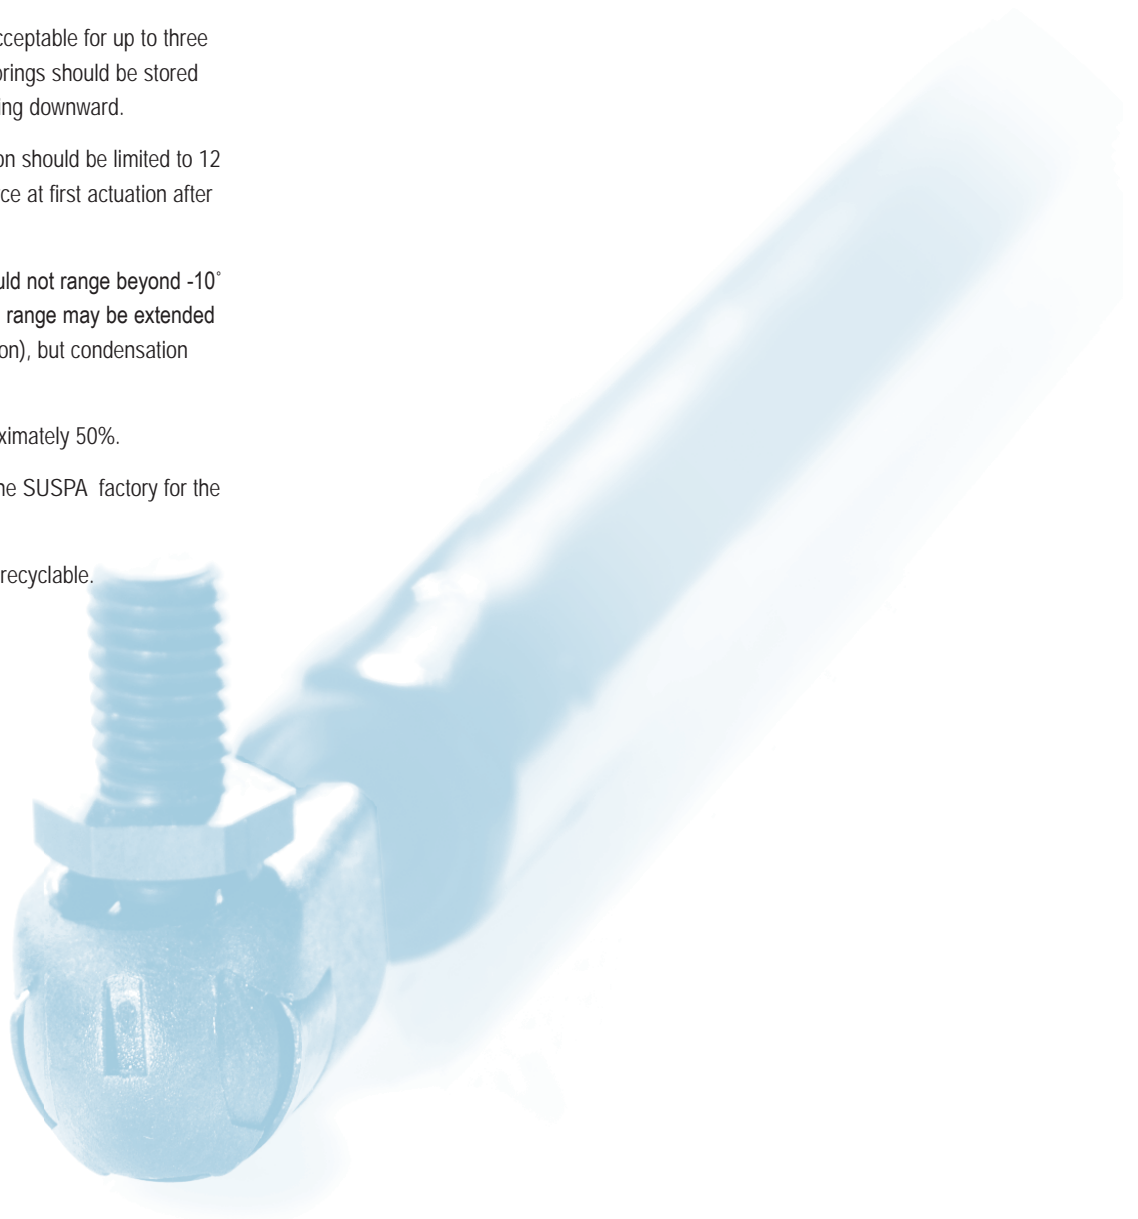 cceptable for up to three
prings should be stored
ing downward.
on should be limited to 12
ce at first actuation after
uld not range beyond -10˚
range may be extended
on), but condensation
ximately 50%.
he SUSPA factory for the
recyclable.